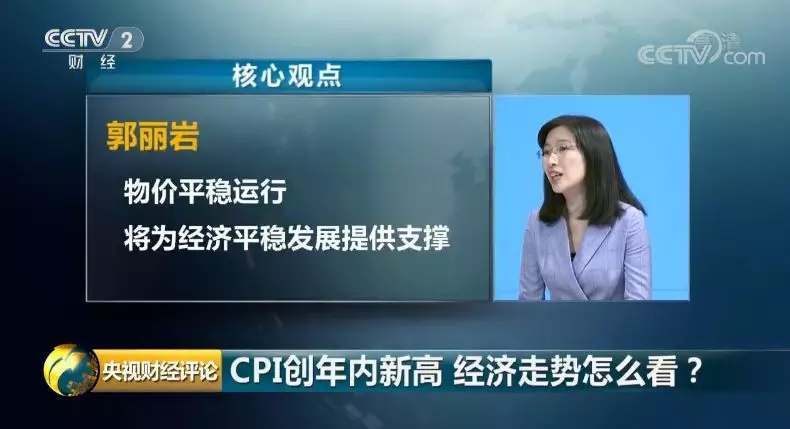 CCTV 2
财经
高清
CCTV.com
核心观点
郭丽岩
物价平稳运行
将为经济平稳发展提供支撑
央视财经评论
CPI创年内新高 经济走势怎么看？